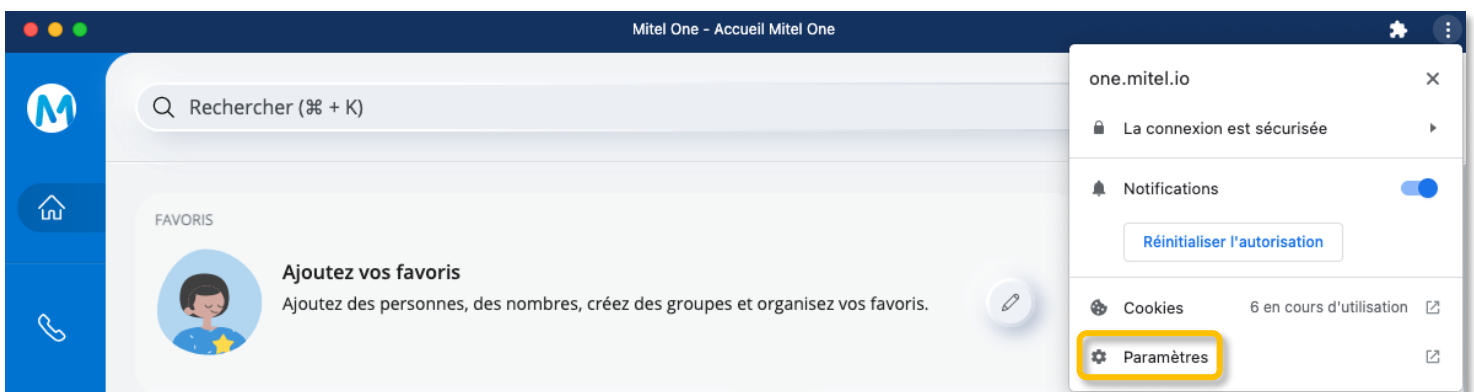 Mitel One - Accueil Mitel One
M
Rechercher (⌘ + K)
FAVORIS
Ajoutez vos favoris
Ajoutez des personnes, des nombres, créez des groupes et organisez vos favoris.
one.mitel.io
La connexion est sécurisée
Notifications
Réinitialiser l'autorisation
Cookies 6 en cours d'utilisation
Paramètres